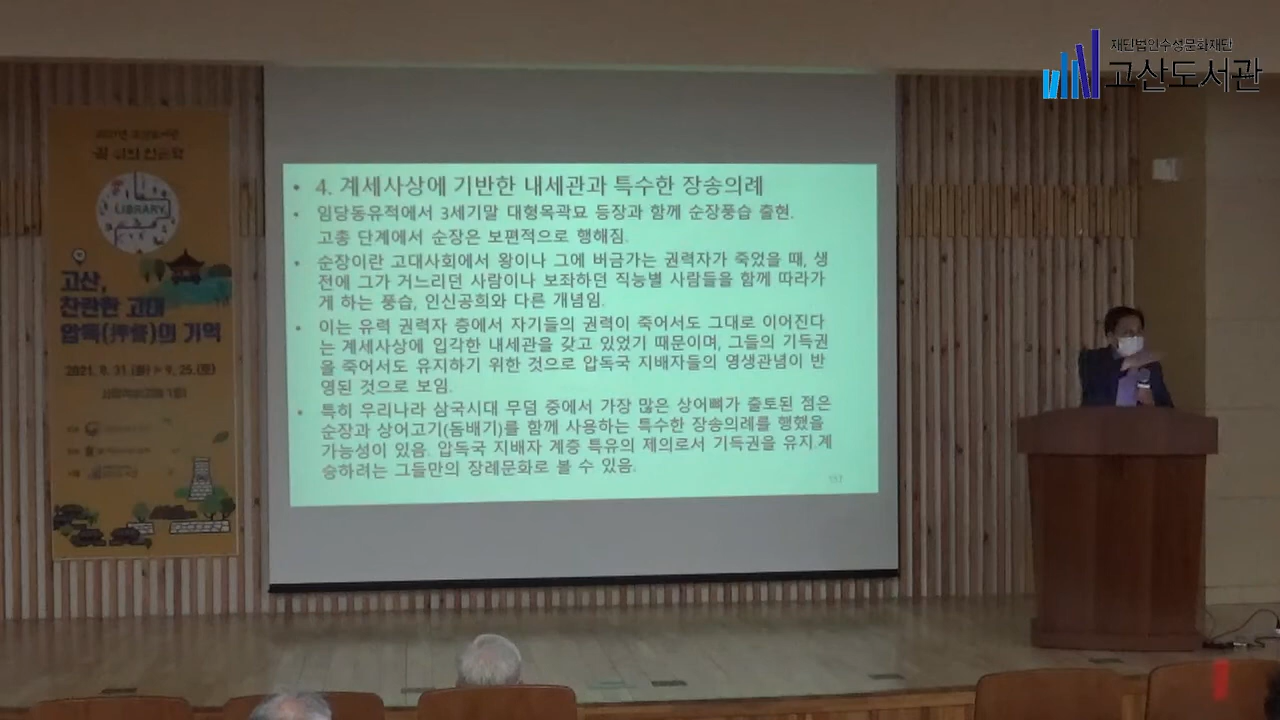 재단법인수성문화재단
고산도서관
LIBRARY
고산,
찬란한 고대
압독(押督)의 기억
2021. 8. 31.(화) ▶ 9. 25.(토)
• 4. 계세사상에 기반한 내세관과 특수한 장송의례
• 임당동유적에서 3세기말 대형목곽묘 등장과 함께 순장풍습 출현.
고총 단계에서 순장은 보편적으로 행해짐.
• 순장이란 고대사회에서 왕이나 그에 버금가는 권력자가 죽었을 때, 생
전에 그가 거느리던 사람이나 보좌하던 직능별 사람들을 함께 따라가
게 하는 풍습, 인신공희와 다른 개념임.
• 이는 유력 권력자 층에서 자기들의 권력이 죽어서도 그대로 이어진다
는 계세사상에 입각한 내세관을 갖고 있었기 때문이며, 그들의 기득권
을 죽어서도 유지하기 위한 것으로 압독국 지배자들의 영생관념이 반
영된 것으로 보임.
• 특히 우리나라 삼국시대 무덤 중에서 가장 많은 상어뼈가 출토된 점은
순장과 상어고기(돔배기)를 함께 사용하는 특수한 장송의례를 행했을
가능성이 있음. 압독국 지배자 계층 특유의 제의로서 기득권을 유지.계
승하려는 그들만의 장례문화로 볼 수 있음.